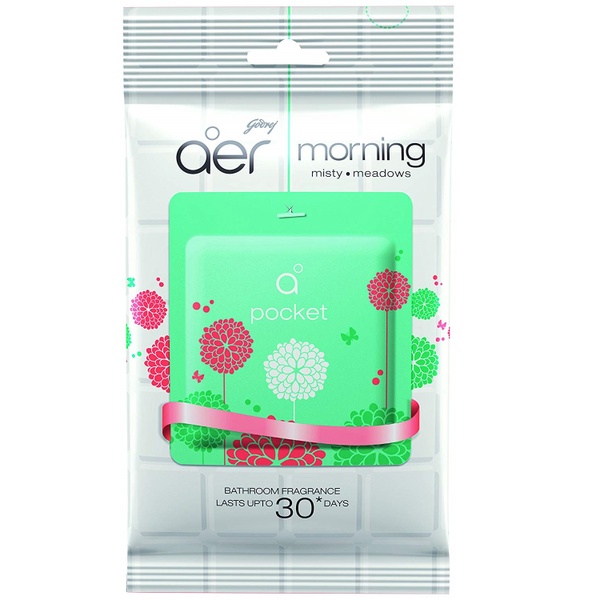 Godrej
aer morning
misty • meadows
a
pocket
BATHROOM FRAGRANCE
LASTS UPTO 30* DAYS